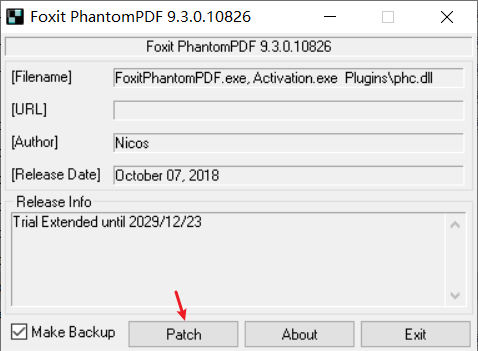 Foxit PhantomPDF 9.3.0.10826
Foxit PhantomPDF 9.3.0.10826
[Filename] FoxitPhantomPDF.exe, Activation.exe Plugins\phc.dll
[URL]
[Author] Nicos
[Release Date] October 07, 2018
Release Info
Trial Extended until 2029/12/23
Make Backup Patch About Exit